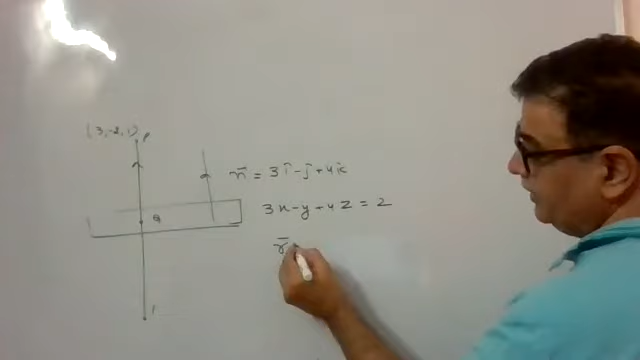 (3,-2,1) P
n̄ = 3î-ĵ+4k̂
Q
3x-y+4z=2
r̄